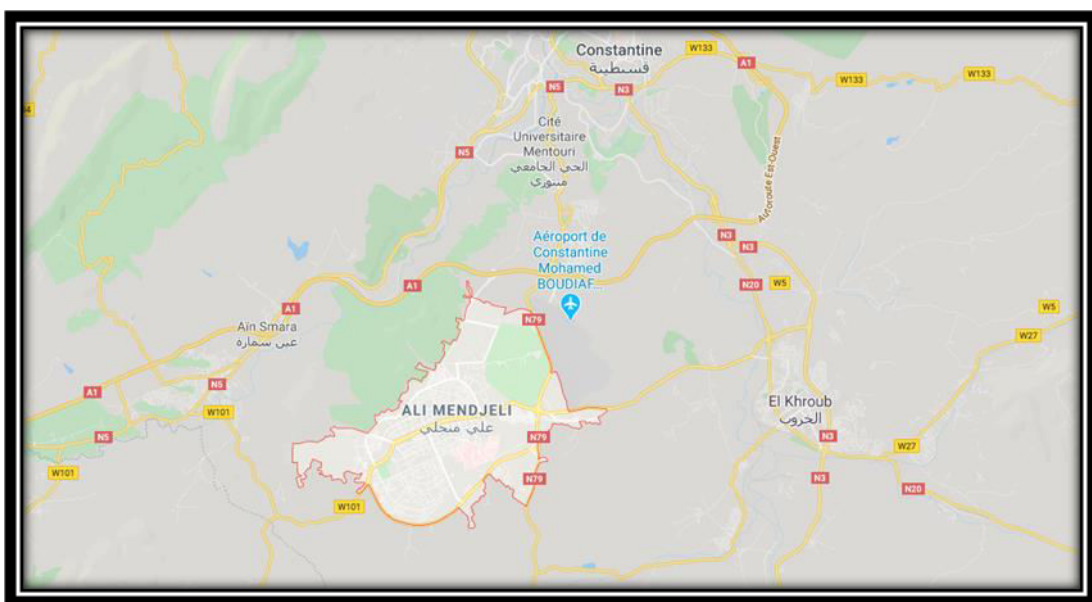 Constantine
قسنطينة
W133
A1
W133
W133
N5
N3
Cité
Universitaire
Mentouri
الحي الجامعي
منتوري
N5
Autoroute Est-Ouest
Aéroport de
Constantine
Mohamed
BOUDIAF...
N3
N3
N20
W5
W5
A1
A1
N79
Aïn Smara
عين سمارة
W27
A1
N5
W101
ALI MENDJELI
علي منجلي
El Khroub
الخروب
N5
N79
N3
W27
W101
N79
N3
N20
W101